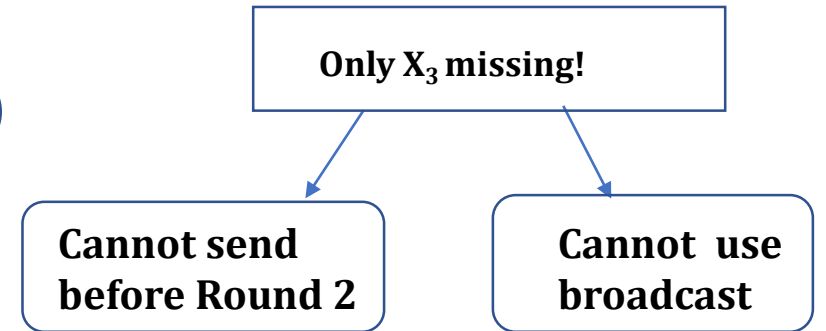 Only X₃ missing!
Cannot send
before Round 2
Cannot use
broadcast